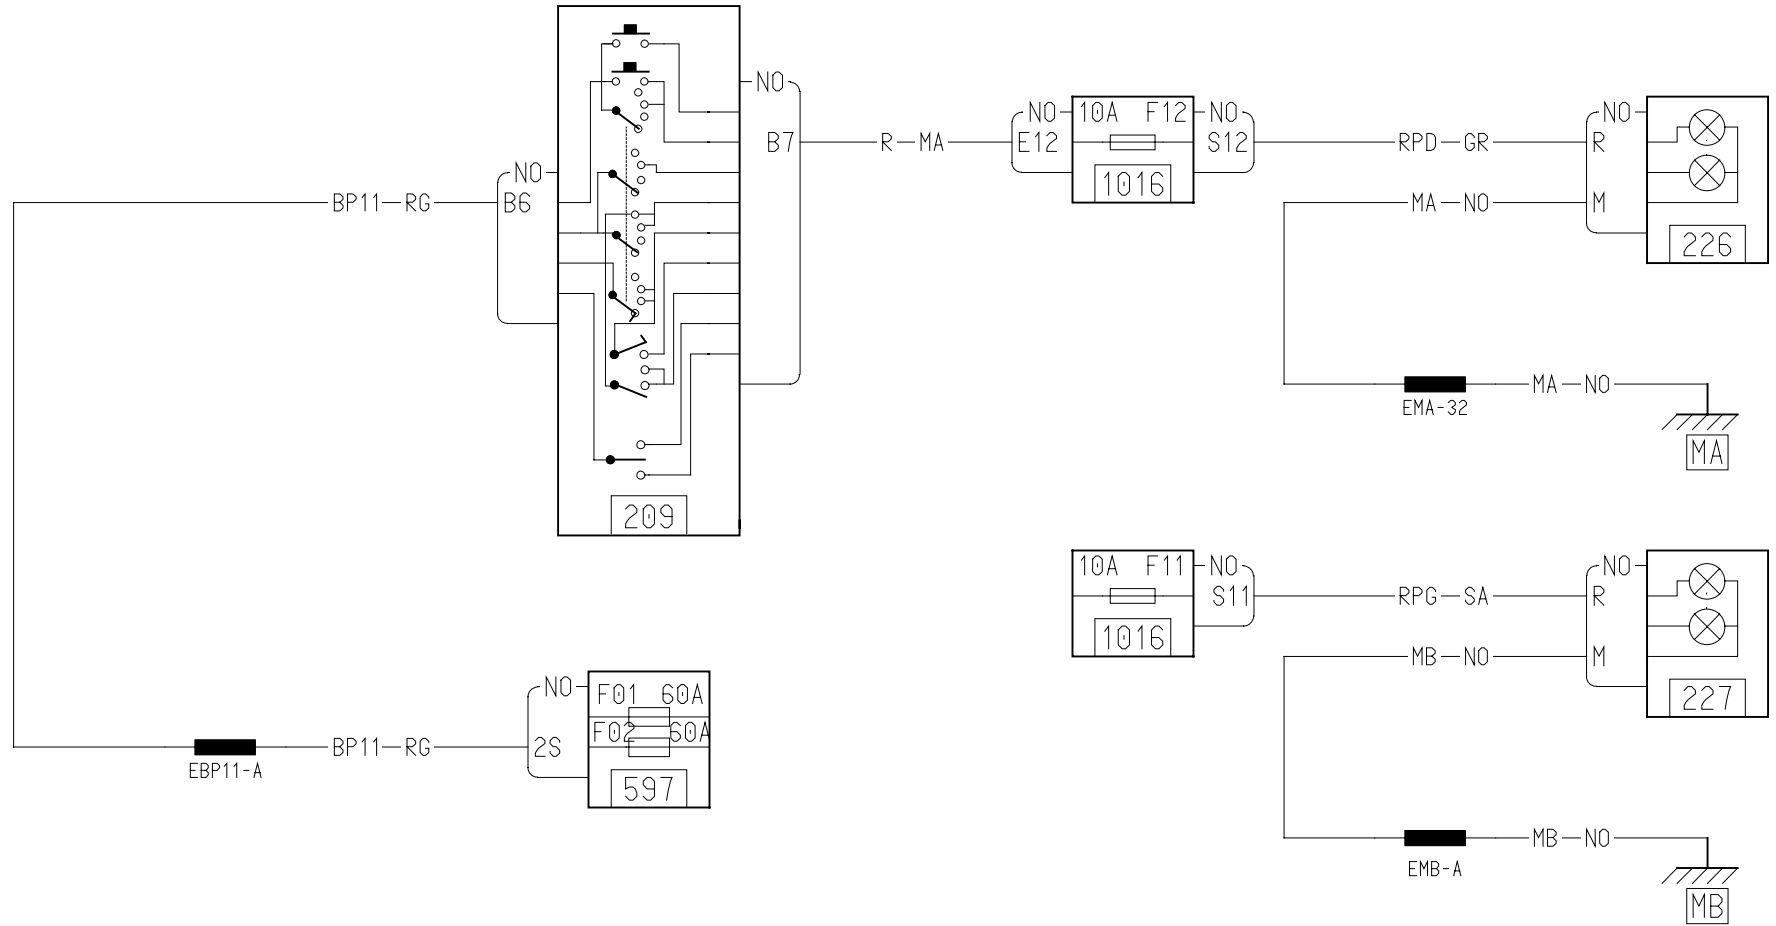 NO
B7
R—MA
NO
E12
10A F12
1016
NO
S12
RPD—GR
NO
R
M
226
MA—NO
BP11—RG
NO
B6
209
EMA-32
MA—NO
MA
10A F11
1016
NO
S11
RPG—SA
NO
R
M
227
MB—NO
EBP11-A
BP11—RG
NO
2S
F01 60A
F02 60A
597
EMB-A
MB—NO
MB